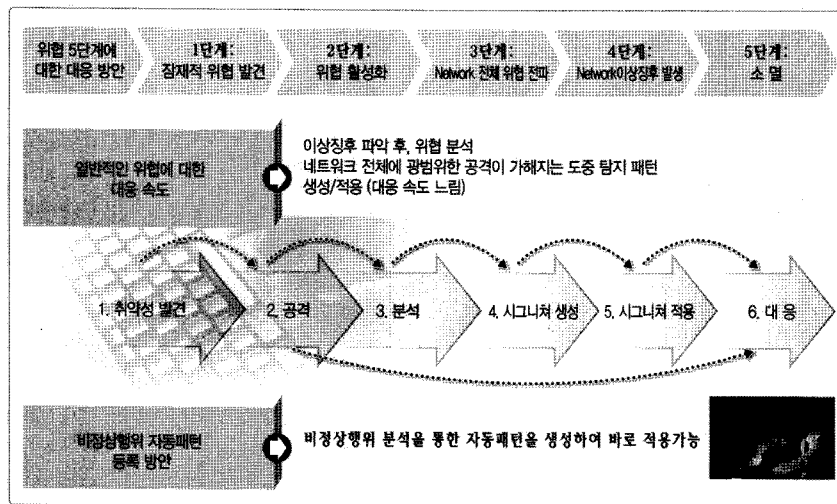 위협 5단계에
대한 대응 방안
1단계:
잠재적 위협 발견
2단계:
위협 활성화
3단계:
Network 전체 위협 전파
4단계:
Network이상징후 발생
5단계:
소 멸
일반적인 위협에 대한
대응 속도
이상징후 파악 후, 위협 분석
네트워크 전체에 광범위한 공격이 가해지는 도중 탐지 패턴
생성/적용 (대응 속도 느림)
1. 취약성 발견
2. 공격
3. 분석
4. 시그니쳐 생성
5. 시그니쳐 적용
6. 대 응
비정상행위 자동패턴
등록 방안
비정상행위 분석을 통한 자동패턴을 생성하여 바로 적용가능